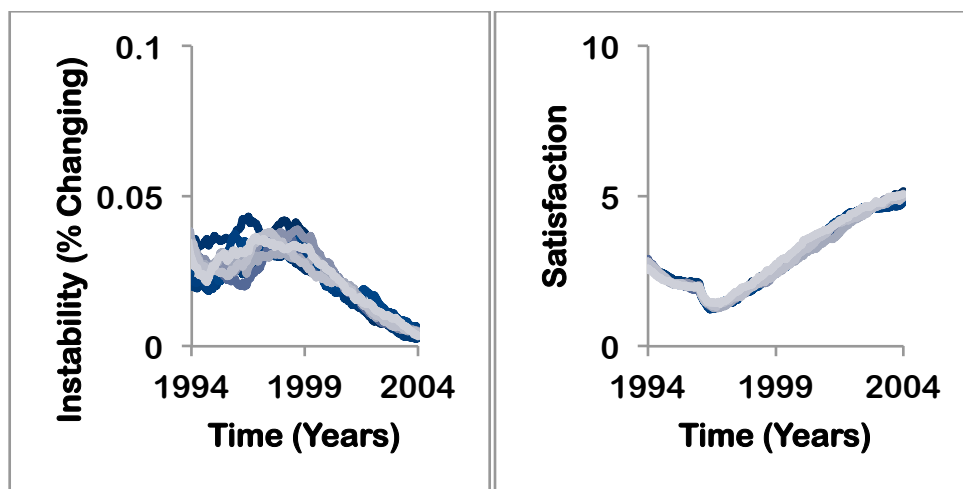 Instability (% Changing)
0.1
0.05
0
1994 1999 2004
Time (Years)
Satisfaction
10
5
0
1994 1999 2004
Time (Years)